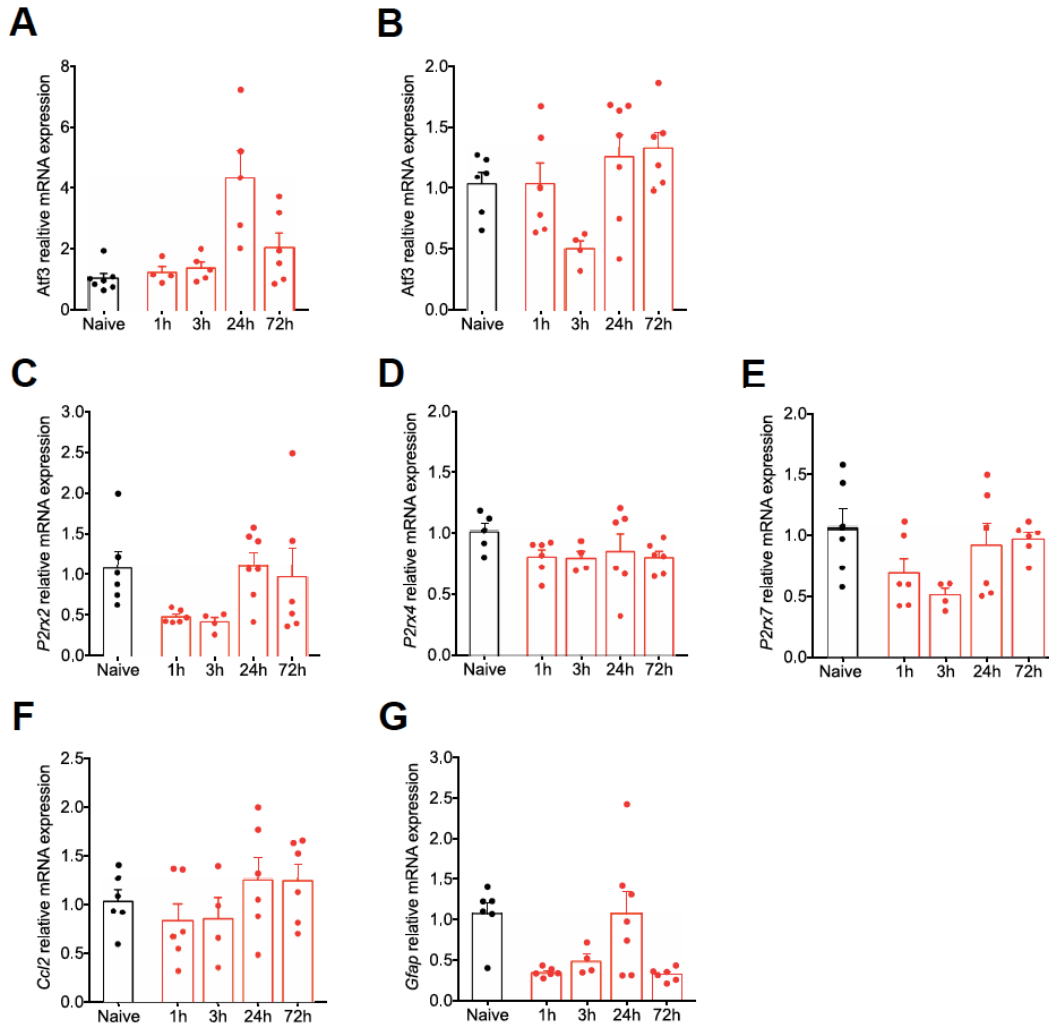 A
Atf3 realtive mRNA expression
8
6
4
2
0
Naive 1h 3h 24h 72h
B
Atf3 relative mRNA expression
2.0
1.5
1.0
0.5
0.0
Naive 1h 3h 24h 72h
C
P2rx2 relative mRNA expression
3.0
2.5
2.0
1.5
1.0
0.5
0.0
Naive 1h 3h 24h 72h
D
P2rx4 relative mRNA expression
2.0
1.5
1.0
0.5
0.0
Naive 1h 3h 24h 72h
E
P2rx7 relative mRNA expression
2.0
1.5
1.0
0.5
0.0
Naive 1h 3h 24h 72h
F
Ccl2 relative mRNA expression
2.5
2.0
1.5
1.0
0.5
0.0
Naive 1h 3h 24h 72h
G
Gfap relative mRNA expression
3.0
2.5
2.0
1.5
1.0
0.5
0.0
Naive 1h 3h 24h 72h